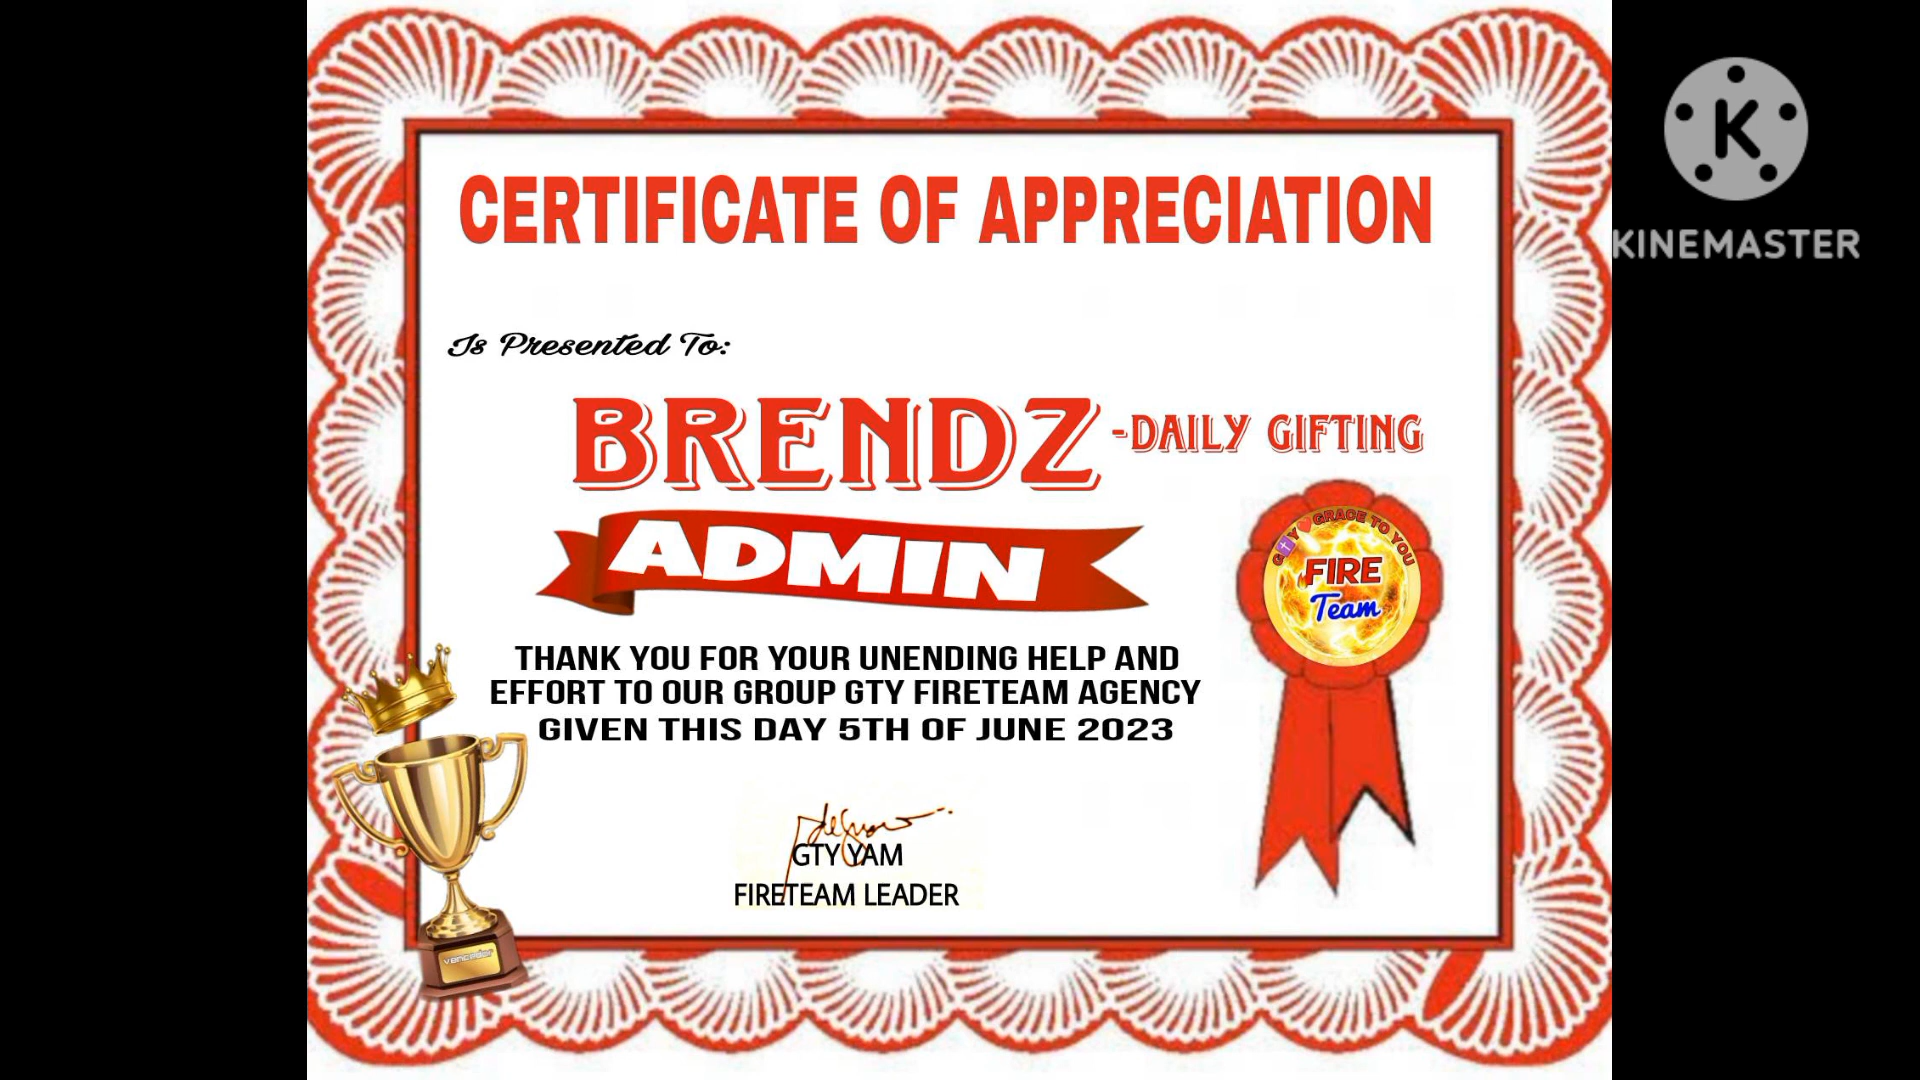 CERTIFICATE OF APPRECIATION
K
KINEMASTER
Is Presented To:
BRENDZ -DAILY GIFTING
ADMIN
GTY GRACE TO YOU
FIRE
Team
THANK YOU FOR YOUR UNENDING HELP AND
EFFORT TO OUR GROUP GTY FIRETEAM AGENCY
GIVEN THIS DAY 5TH OF JUNE 2023
GTY YAM
FIRETEAM LEADER
vencedor